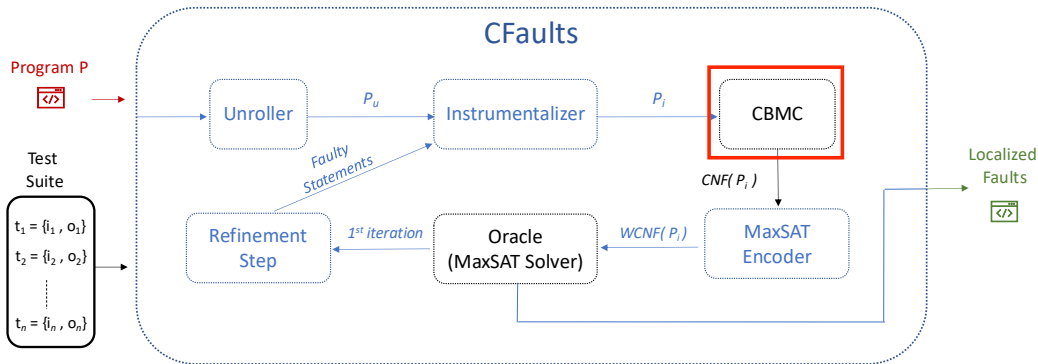 CFaults
Program P
</>
Unroller
Pᵤ
Instrumentalizer
Pᵢ
CBMC
Faulty
Statements
CNF( Pᵢ )
Localized
Faults
</>
Test
Suite
t₁ = {i₁ , o₁}
t₂ = {i₂ , o₂}
tₙ = {iₙ , oₙ}
Refinement
Step
1ˢᵗ iteration
Oracle
(MaxSAT Solver)
WCNF( Pᵢ )
MaxSAT
Encoder